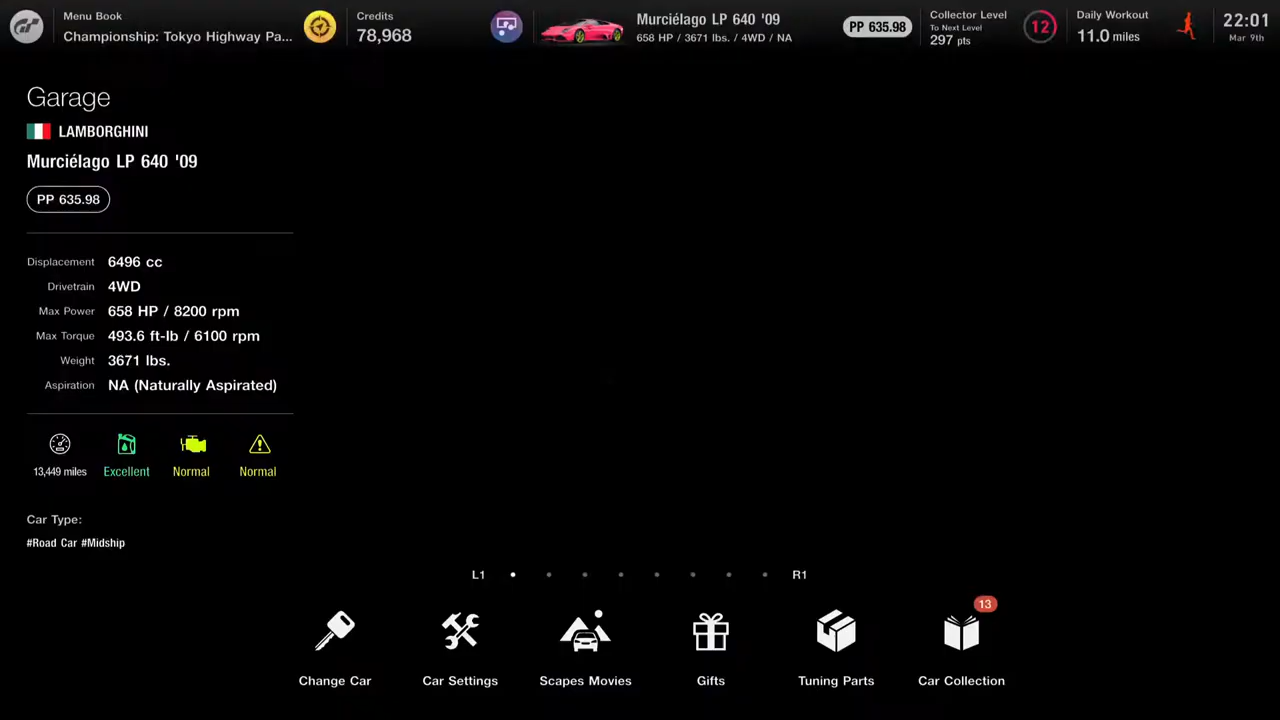 Menu Book
Championship: Tokyo Highway Pa...
Credits
78,968
Murciélago LP 640 '09
658 HP / 3671 lbs. / 4WD / NA
PP 635.98
Collector Level
To Next Level
297 pts
12
Daily Workout
11.0 miles
22:01
Mar 9th
Garage
LAMBORGHINI
Murciélago LP 640 '09
PP 635.98
Displacement 6496 cc
Drivetrain 4WD
Max Power 658 HP / 8200 rpm
Max Torque 493.6 ft-lb / 6100 rpm
Weight 3671 lbs.
Aspiration NA (Naturally Aspirated)
13,449 miles Excellent Normal Normal
Car Type:
#Road Car #Midship
L1 R1
13
Change Car Car Settings Scapes Movies Gifts Tuning Parts Car Collection